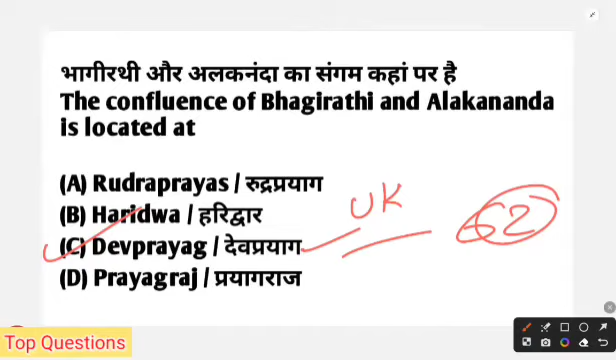 भागीरथी और अलकनंदा का संगम कहां पर है
The confluence of Bhagirathi and Alakananda
is located at
(A) Rudraprayas / रुद्रप्रयाग
(B) Haridwa / हरिद्वार
(C) Devprayag / देवप्रयाग
(D) Prayagraj / प्रयागराज
UK
62
Top Questions